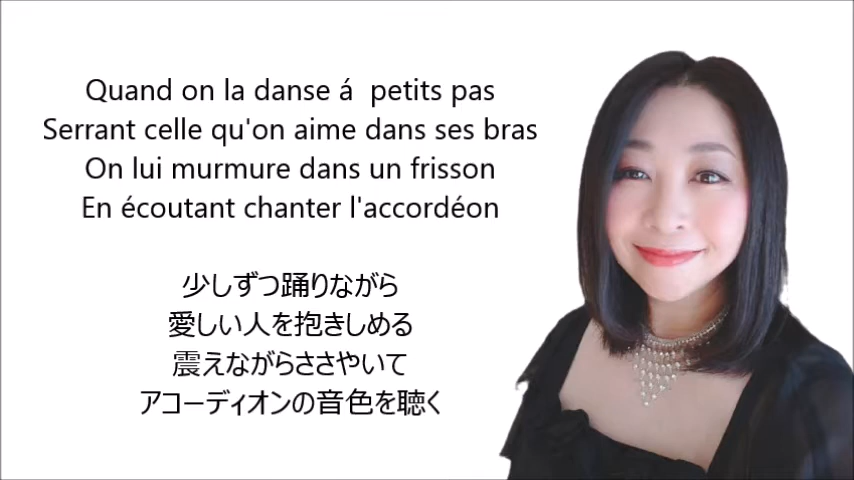 Quand on la danse á  petits pas
Serrant celle qu'on aime dans ses bras
On lui murmure dans un frisson
En écoutant chanter l'accordéon
少しずつ踊りながら
愛しい人を抱きしめる
震えながらささやいて
アコーディオンの音色を聴く